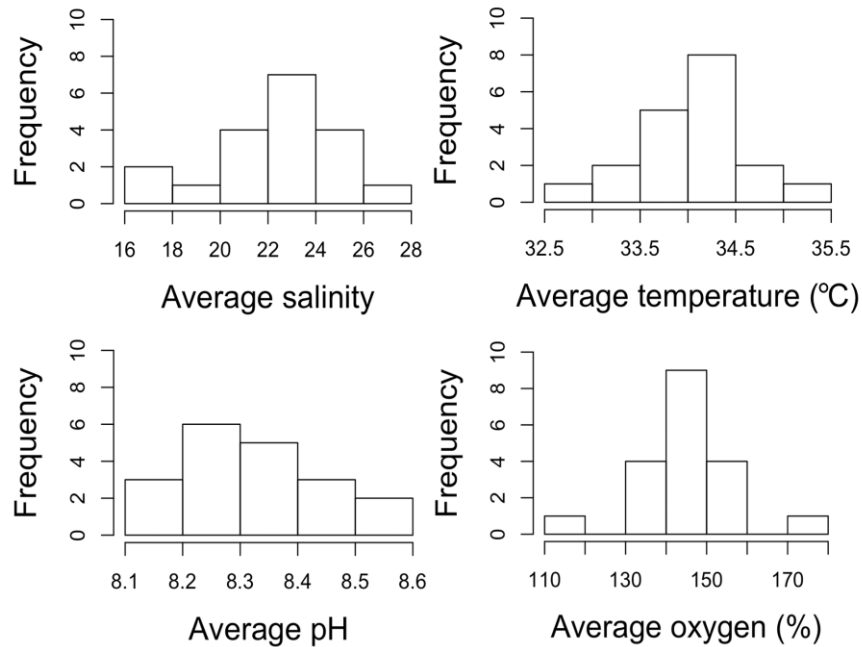 Frequency
0 2 4 6 8 10
16 18 20 22 24 26 28
Average salinity
Frequency
0 2 4 6 8 10
32.5 33.5 34.5 35.5
Average temperature (°C)
Frequency
0 2 4 6 8 10
8.1 8.2 8.3 8.4 8.5 8.6
Average pH
Frequency
0 2 4 6 8 10
110 130 150 170
Average oxygen (%)